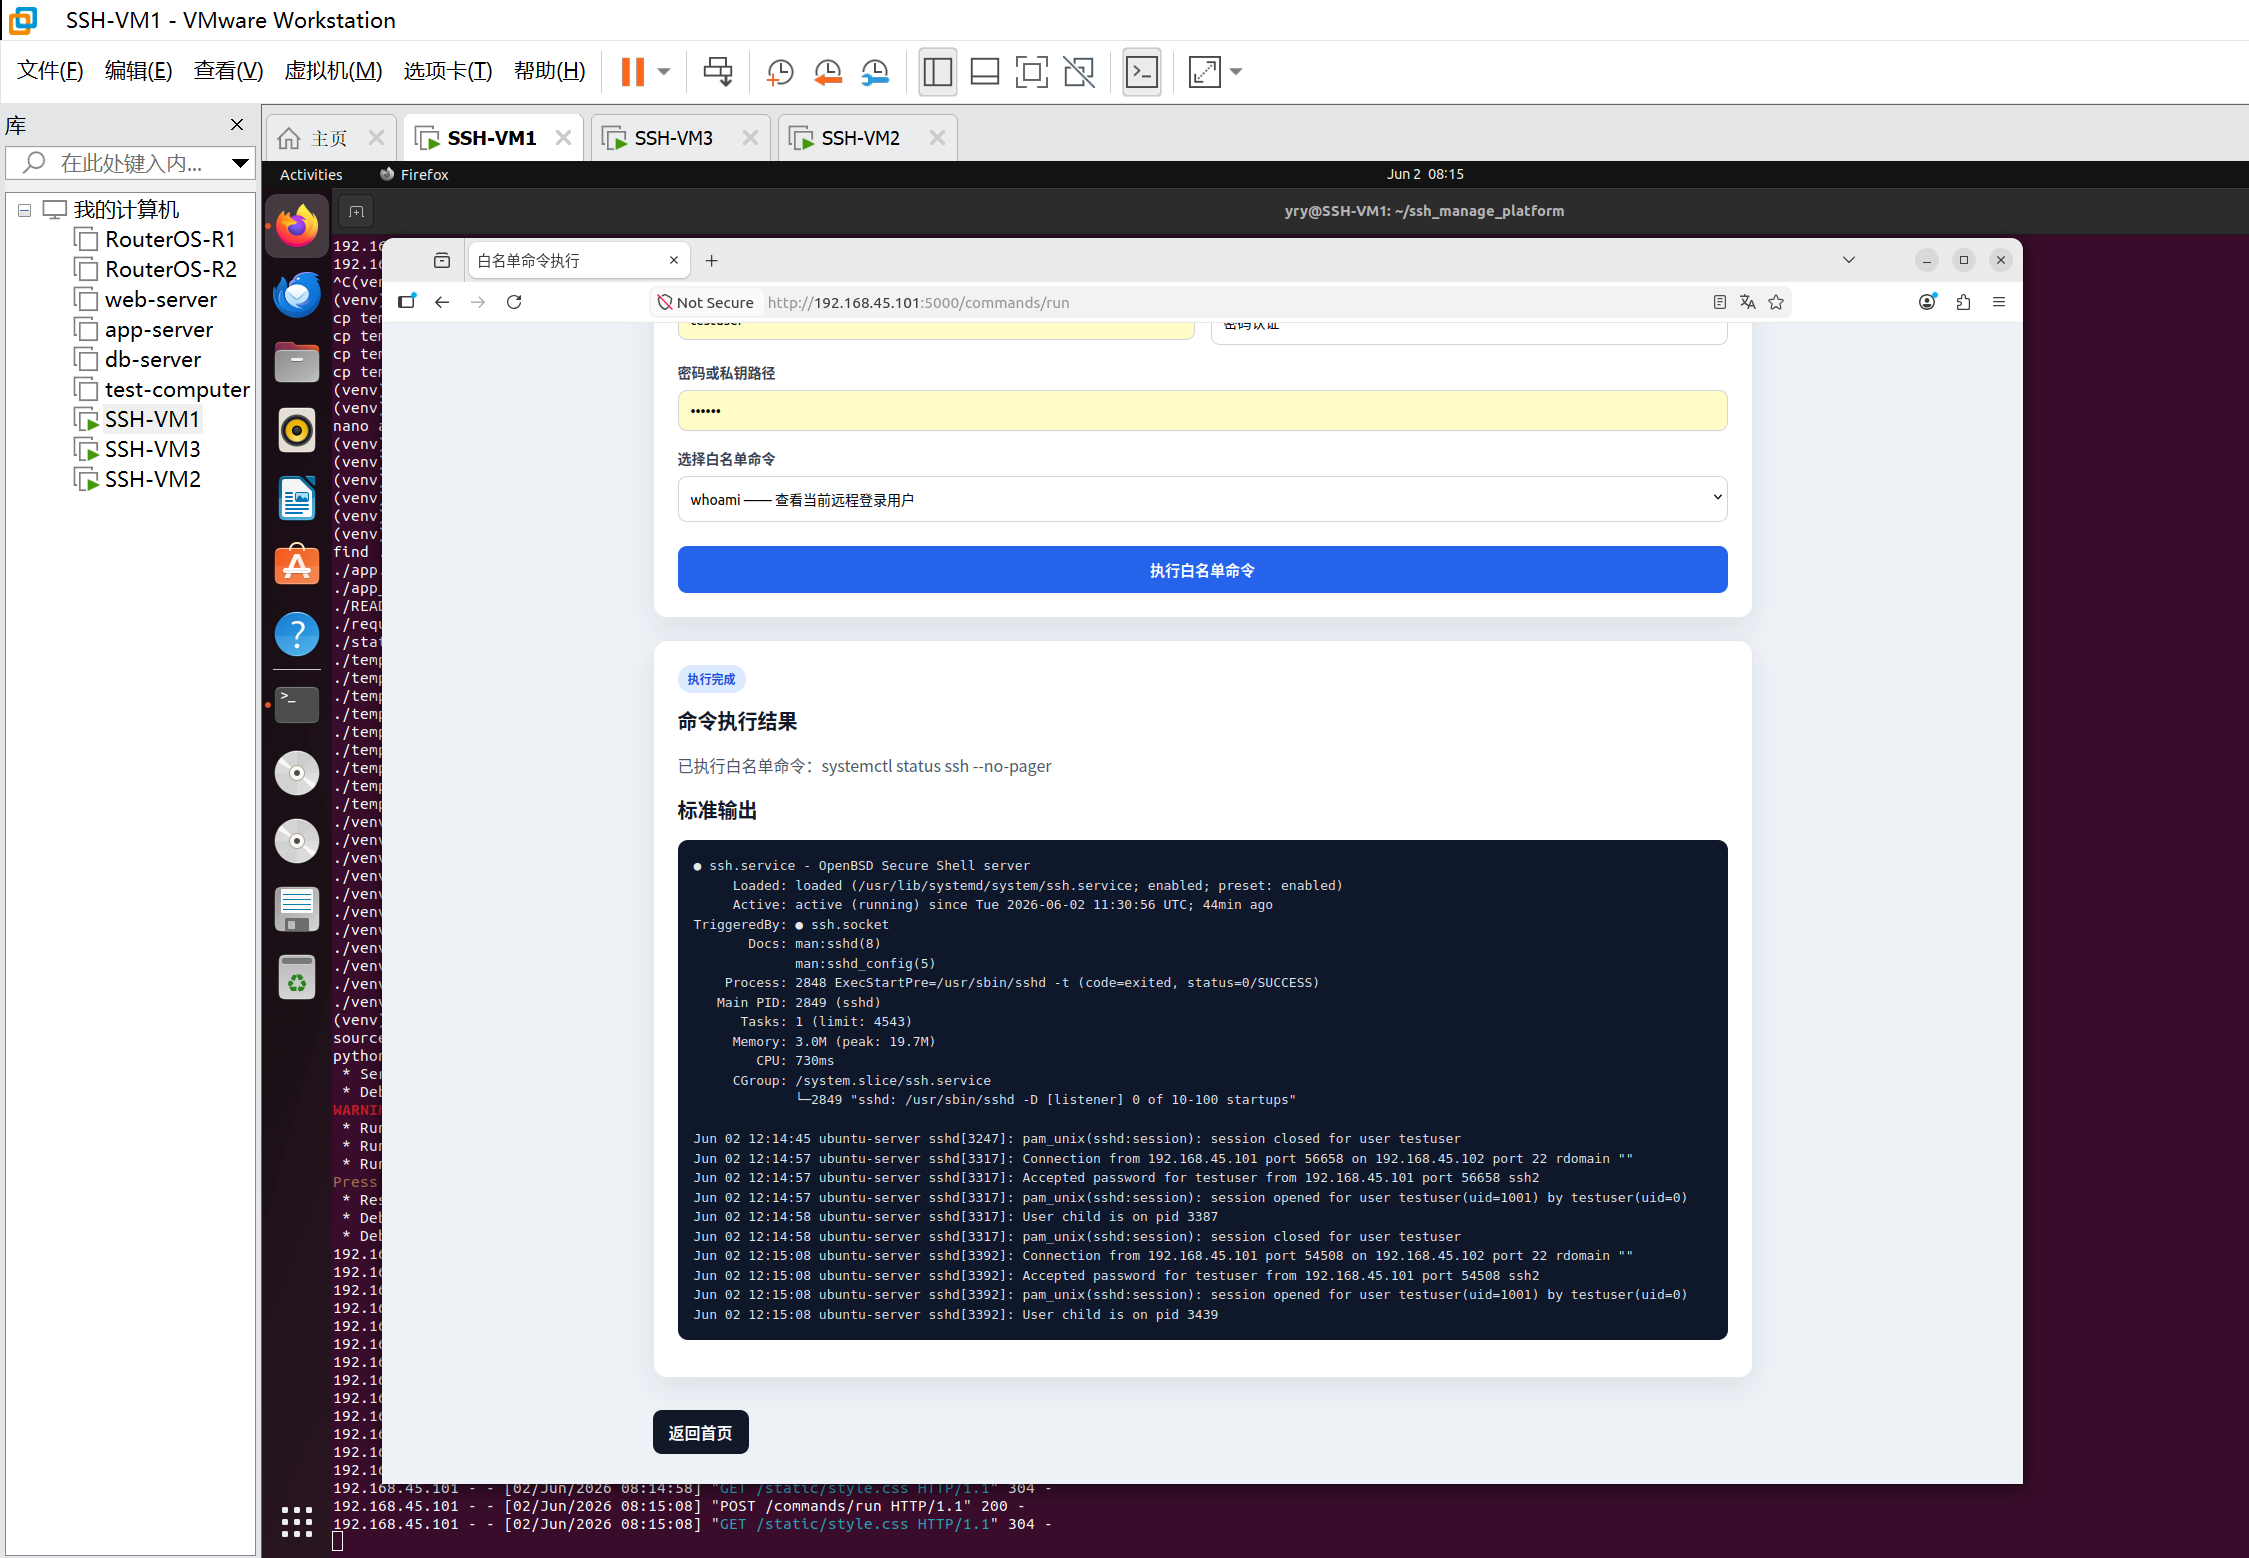 SSH-VM1 - VMware Workstation
文件(F) 编辑(E) 查看(V) 虚拟机(M) 选项卡(T) 帮助(H)
库
在此处键入内...
我的计算机
RouterOS-R1
RouterOS-R2
web-server
app-server
db-server
test-computer
SSH-VM1
SSH-VM3
SSH-VM2
主页 SSH-VM1 SSH-VM3 SSH-VM2
Activities Firefox Jun 2 08:15
yry@SSH-VM1: ~/ssh_manage_platform
白名单命令执行
Not Secure http://192.168.45.101:5000/commands/run
testuser 密码认证
密码或私钥路径
••••••
选择白名单命令
whoami —— 查看当前远程登录用户
执行白名单命令
执行完成
命令执行结果
已执行白名单命令：systemctl status ssh --no-pager
标准输出
● ssh.service - OpenBSD Secure Shell server
Loaded: loaded (/usr/lib/systemd/system/ssh.service; enabled; preset: enabled)
Active: active (running) since Tue 2026-06-02 11:30:56 UTC; 44min ago
TriggeredBy: ● ssh.socket
Docs: man:sshd(8)
man:sshd_config(5)
Process: 2848 ExecStartPre=/usr/sbin/sshd -t (code=exited, status=0/SUCCESS)
Main PID: 2849 (sshd)
Tasks: 1 (limit: 4543)
Memory: 3.0M (peak: 19.7M)
CPU: 730ms
CGroup: /system.slice/ssh.service
└─2849 "sshd: /usr/sbin/sshd -D [listener] 0 of 10-100 startups"
Jun 02 12:14:45 ubuntu-server sshd[3247]: pam_unix(sshd:session): session closed for user testuser
Jun 02 12:14:57 ubuntu-server sshd[3317]: Connection from 192.168.45.101 port 56658 on 192.168.45.102 port 22 rdomain ""
Jun 02 12:14:57 ubuntu-server sshd[3317]: Accepted password for testuser from 192.168.45.101 port 56658 ssh2
Jun 02 12:14:57 ubuntu-server sshd[3317]: pam_unix(sshd:session): session opened for user testuser(uid=1001) by testuser(uid=0)
Jun 02 12:14:58 ubuntu-server sshd[3317]: User child is on pid 3387
Jun 02 12:14:58 ubuntu-server sshd[3317]: pam_unix(sshd:session): session closed for user testuser
Jun 02 12:15:08 ubuntu-server sshd[3392]: Connection from 192.168.45.101 port 54508 on 192.168.45.102 port 22 rdomain ""
Jun 02 12:15:08 ubuntu-server sshd[3392]: Accepted password for testuser from 192.168.45.101 port 54508 ssh2
Jun 02 12:15:08 ubuntu-server sshd[3392]: pam_unix(sshd:session): session opened for user testuser(uid=1001) by testuser(uid=0)
Jun 02 12:15:08 ubuntu-server sshd[3392]: User child is on pid 3439
返回首页
192.168.45.101 - - [02/Jun/2026 08:14:58] "GET /static/style.css HTTP/1.1" 304 -
192.168.45.101 - - [02/Jun/2026 08:15:08] "POST /commands/run HTTP/1.1" 200 -
192.168.45.101 - - [02/Jun/2026 08:15:08] "GET /static/style.css HTTP/1.1" 304 -